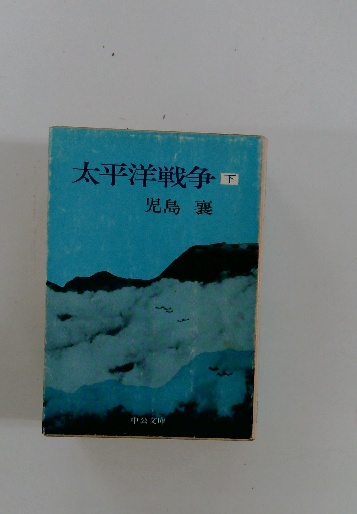 太平洋戦争 下
児島 襄
中公文庫